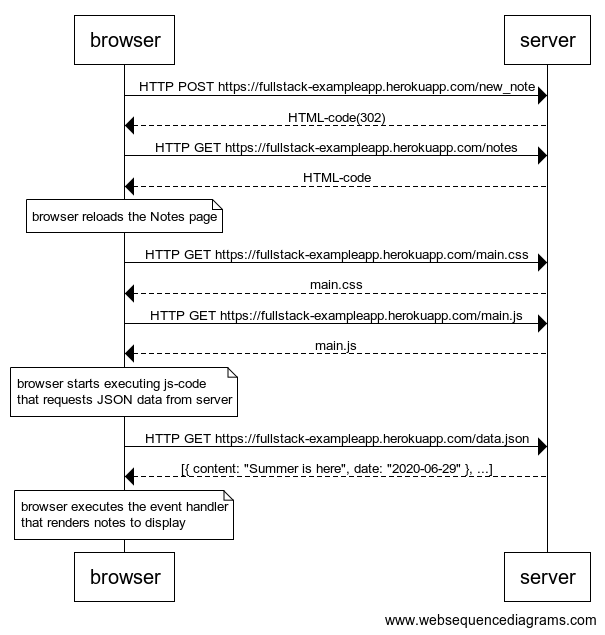 browser
server
HTTP POST https://fullstack-exampleapp.herokuapp.com/new_note
HTML-code(302)
HTTP GET https://fullstack-exampleapp.herokuapp.com/notes
HTML-code
browser reloads the Notes page
HTTP GET https://fullstack-exampleapp.herokuapp.com/main.css
main.css
HTTP GET https://fullstack-exampleapp.herokuapp.com/main.js
main.js
browser starts executing js-code
that requests JSON data from server
HTTP GET https://fullstack-exampleapp.herokuapp.com/data.json
[{ content: "Summer is here", date: "2020-06-29" }, ...]
browser executes the event handler
that renders notes to display
browser
server
www.websequencediagrams.com